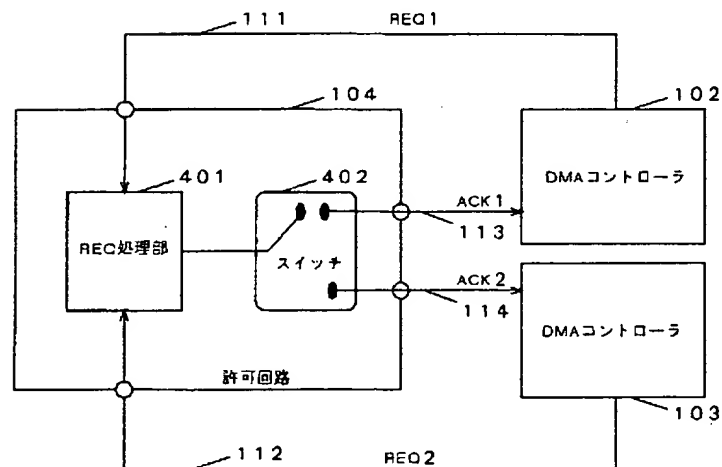 111
REQ1
104
102
401
402
DMAコントローラ
ACK1
REQ処理部
113
スイッチ
ACK2
114
DMAコントローラ
許可回路
103
112
REQ2